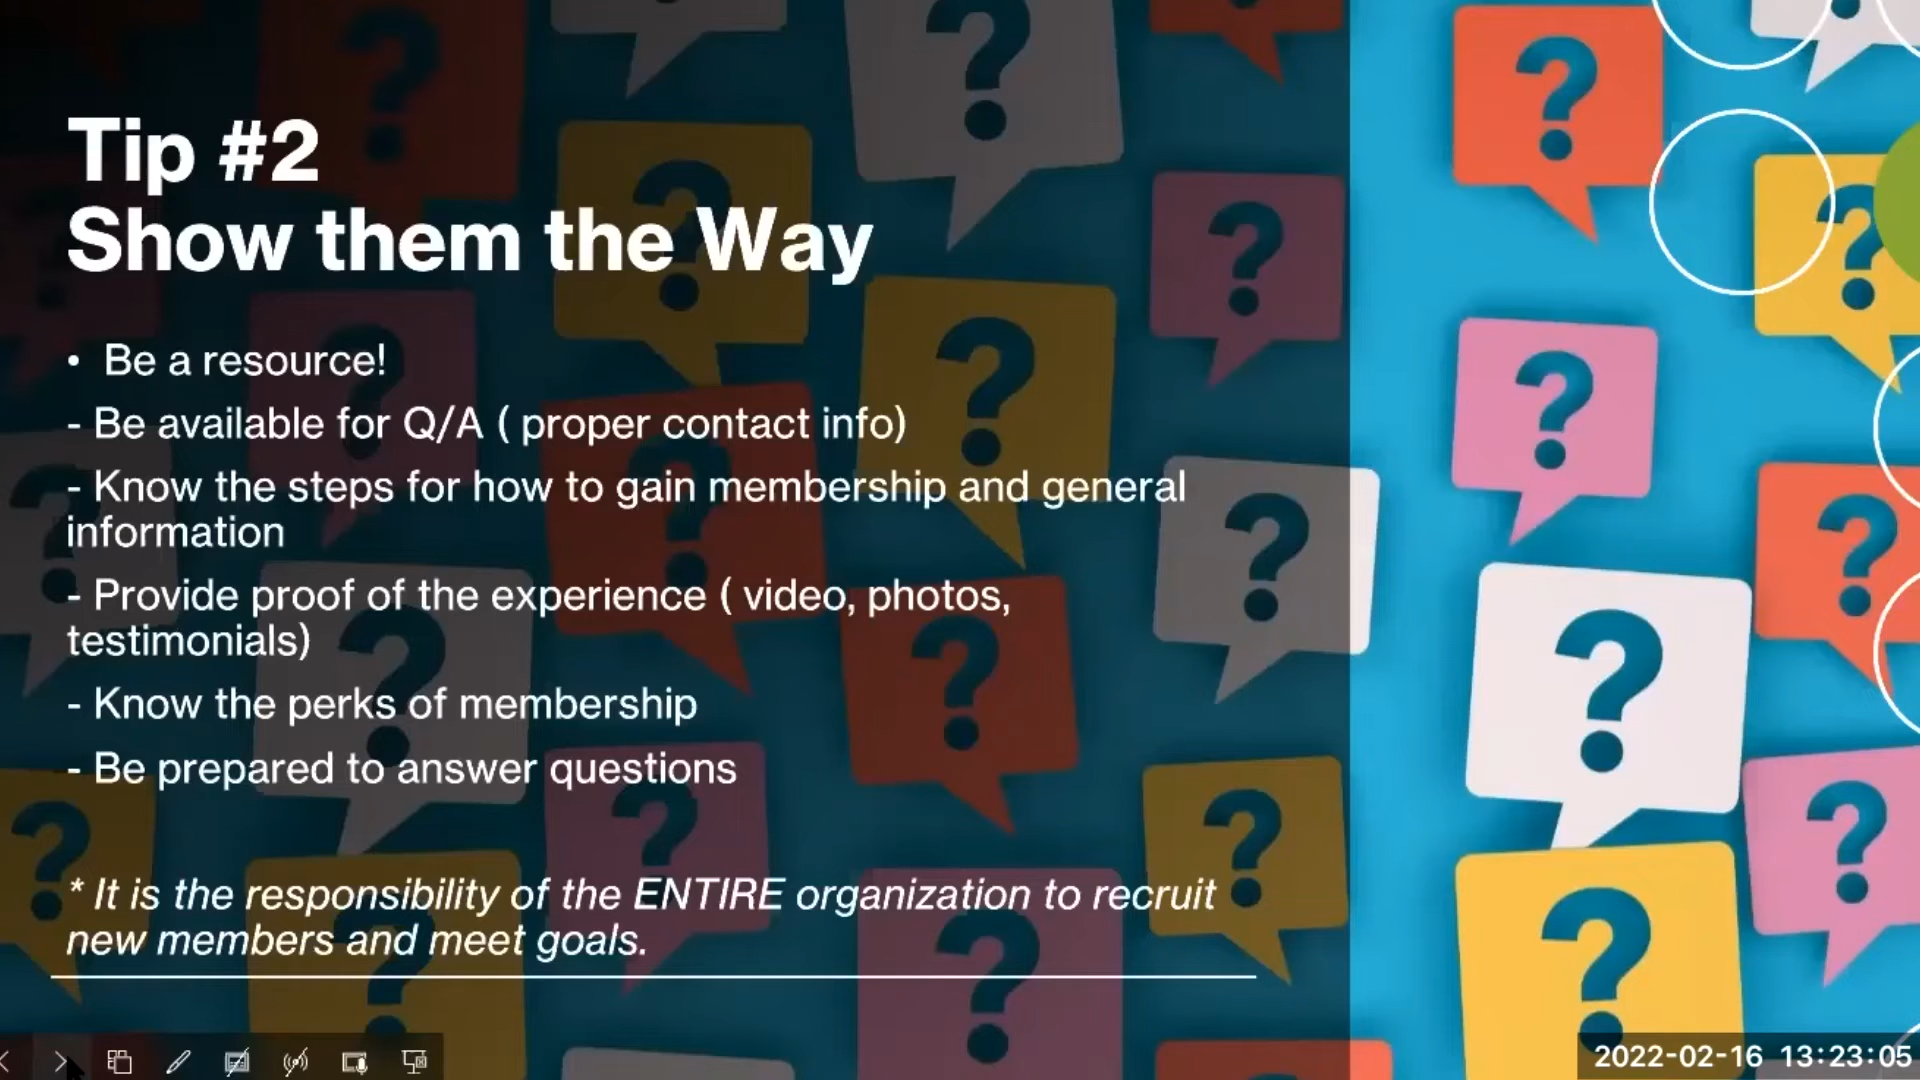 Tip #2
Show them the Way
• Be a resource!
- Be available for Q/A ( proper contact info)
- Know the steps for how to gain membership and general
information
- Provide proof of the experience ( video, photos,
testimonials)
- Know the perks of membership
- Be prepared to answer questions
* It is the responsibility of the ENTIRE organization to recruit
new members and meet goals.
2022-02-16 13:23:05